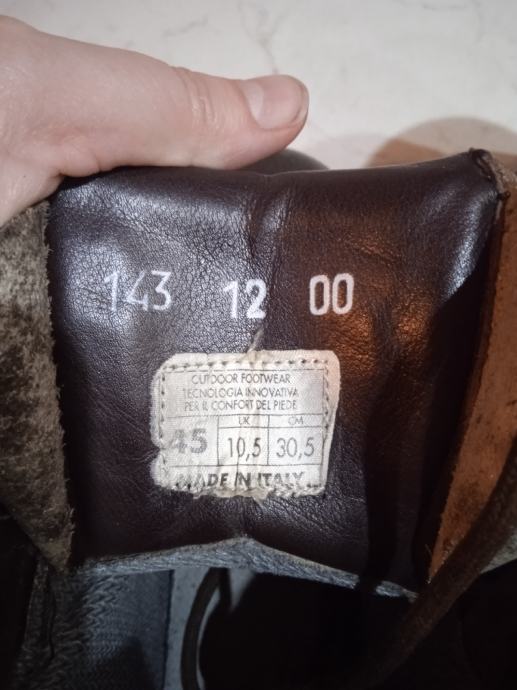 143 12 00
OUTDOOR FOOTWEAR
TECNOLOGIA INNOVATIVA
PER IL CONFORT DEL PIEDE
UK CM
45 10,5 30,5
MADE IN ITALY